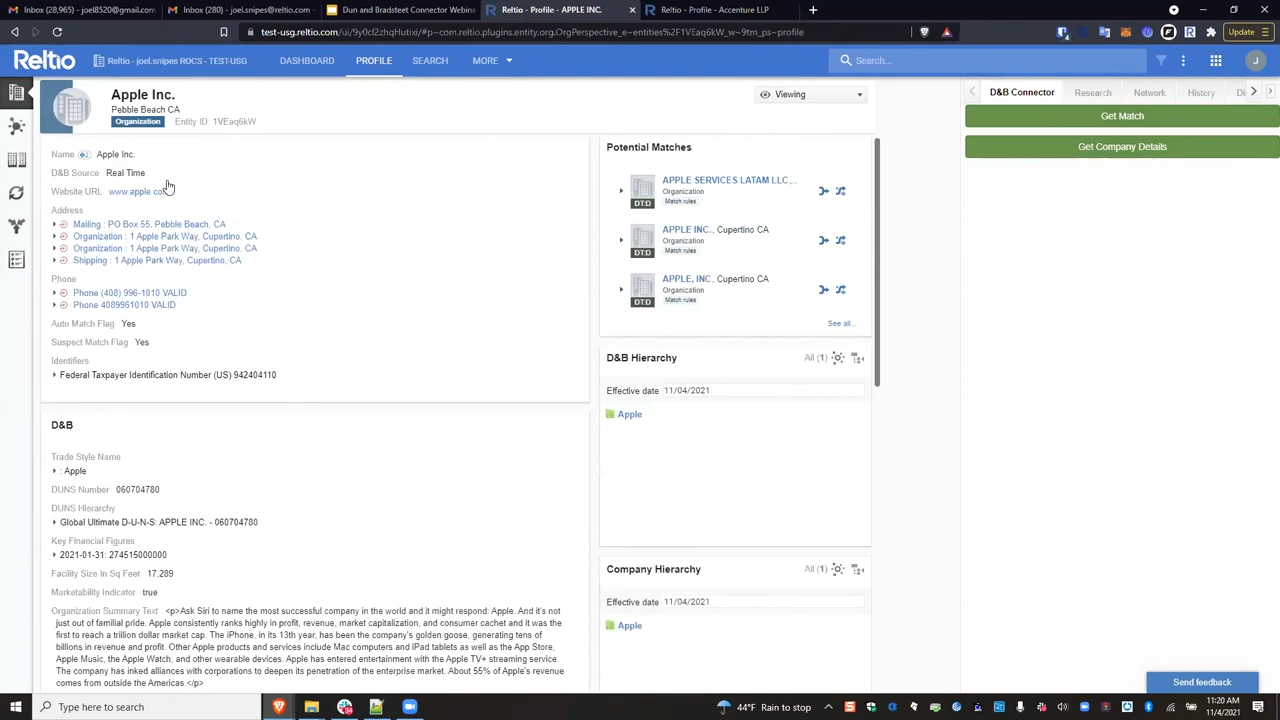 Inbox (28,965) - joel8520@gmail.com
Inbox (280) - joel.snipes@reltio.com
Dun and Bradsteet Connector Webina
Reltio - Profile - APPLE INC.
Reltio - Profile - Accenture LLP
test-usg.reltio.com/ui/9y0cI2zhqHutixi/#p~com.reltio.plugins.entity.org.OrgPerspective_e~entities%2F1VEaq6kW_w~9tm_ps~profile
Update
Reltio
Reltio - joel.snipes ROCS - TEST-USG
DASHBOARD
PROFILE
SEARCH
MORE
Search...
J
Apple Inc.
Pebble Beach CA
Organization
Entity ID: 1VEaq6kW
Viewing
Name
Apple Inc.
D&B Source Real Time
Website URL www.apple.co
Address
Mailing : PO Box 55, Pebble Beach, CA
Organization : 1 Apple Park Way, Cupertino, CA
Organization : 1 Apple Park Way, Cupertino, CA
Shipping : 1 Apple Park Way, Cupertino, CA
Phone
Phone (408) 996-1010 VALID
Phone 4089961010 VALID
Auto Match Flag Yes
Suspect Match Flag Yes
Identifiers
Federal Taxpayer Identification Number (US) 942404110
D&B
Trade Style Name
: Apple
DUNS Number 060704780
DUNS Hierarchy
Global Ultimate D-U-N-S: APPLE INC. - 060704780
Key Financial Figures
2021-01-31: 274515000000
Facility Size In Sq Feet 17,289
Marketability Indicator true
Organization Summary Text <p>Ask Siri to name the most successful company in the world and it might respond: Apple. And it's not
just out of familial pride. Apple consistently ranks highly in profit, revenue, market capitalization, and consumer cachet and it was the
first to reach a trillion dollar market cap. The iPhone, in its 13th year, has been the company's golden goose, generating tens of
billions in revenue and profit. Other Apple products and services include Mac computers and iPad tablets as well as the App Store,
Apple Music, the Apple Watch, and other wearable devices. Apple has entered entertainment with the Apple TV+ streaming service.
The company has inked alliances with corporations to deepen its penetration of the enterprise market. About 55% of Apple's revenue
comes from outside the Americas.</p>
Potential Matches
APPLE SERVICES LATAM LLC,...
Organization
Match rules
DT:D
APPLE INC., Cupertino CA
Organization
Match rules
DT:D
APPLE, INC, Cupertino CA
Organization
Match rules
DT:D
See all...
D&B Hierarchy
All (1)
Effective date 11/04/2021
Apple
Company Hierarchy
All (1)
Effective date 11/04/2021
Apple
D&B Connector
Research
Network
History
Di
Get Match
Get Company Details
Send feedback
Type here to search
44°F Rain to stop
11:20 AM
11/4/2021